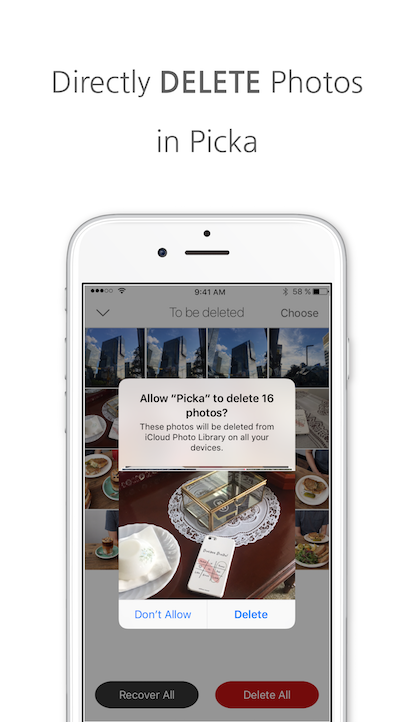 Directly DELETE Photos
in Picka
9:41 AM 58 %
To be deleted Choose
Allow “Picka” to delete 16
photos?
These photos will be deleted from
iCloud Photo Library on all your
devices.
Don’t Allow Delete
Recover All Delete All